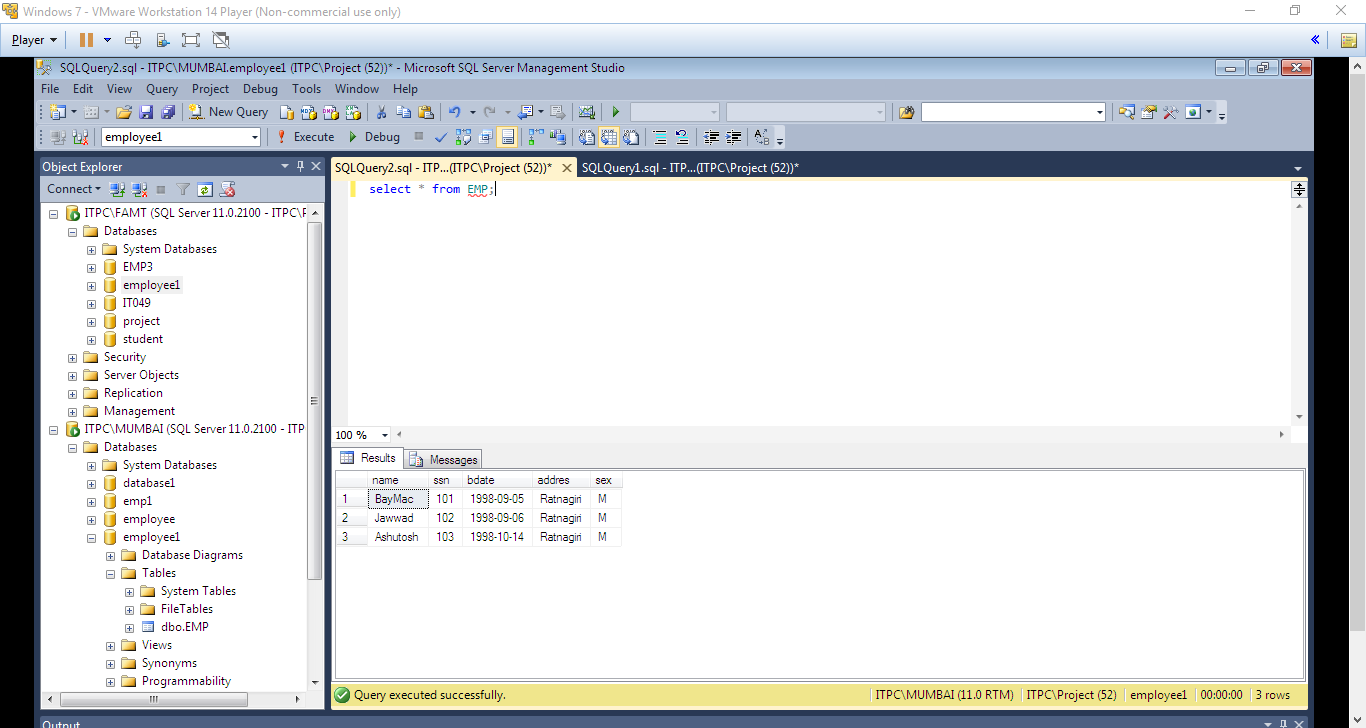 Windows 7 - VMware Workstation 14 Player (Non-commercial use only)
Player
SQLQuery2.sql - ITPC\MUMBAI.employee1 (ITPC\Project (52))* - Microsoft SQL Server Management Studio
File Edit View Query Project Debug Tools Window Help
New Query
employee1 Execute Debug
Object Explorer
Connect
ITPC\FAMT (SQL Server 11.0.2100 - ITPC\F
Databases
System Databases
EMP3
employee1
IT049
project
student
Security
Server Objects
Replication
Management
ITPC\MUMBAI (SQL Server 11.0.2100 - ITP
Databases
System Databases
database1
emp1
employee
employee1
Database Diagrams
Tables
System Tables
FileTables
dbo.EMP
Views
Synonyms
Programmability
SQLQuery2.sql - ITP...(ITPC\Project (52))* SQLQuery1.sql - ITP...(ITPC\Project (52))*
select * from EMP;
100 %
Results Messages
name ssn bdate addres sex
1 BayMac 101 1998-09-05 Ratnagiri M
2 Jawwad 102 1998-09-06 Ratnagiri M
3 Ashutosh 103 1998-10-14 Ratnagiri M
Query executed successfully. ITPC\MUMBAI (11.0 RTM) ITPC\Project (52) employee1 00:00:00 3 rows
Output